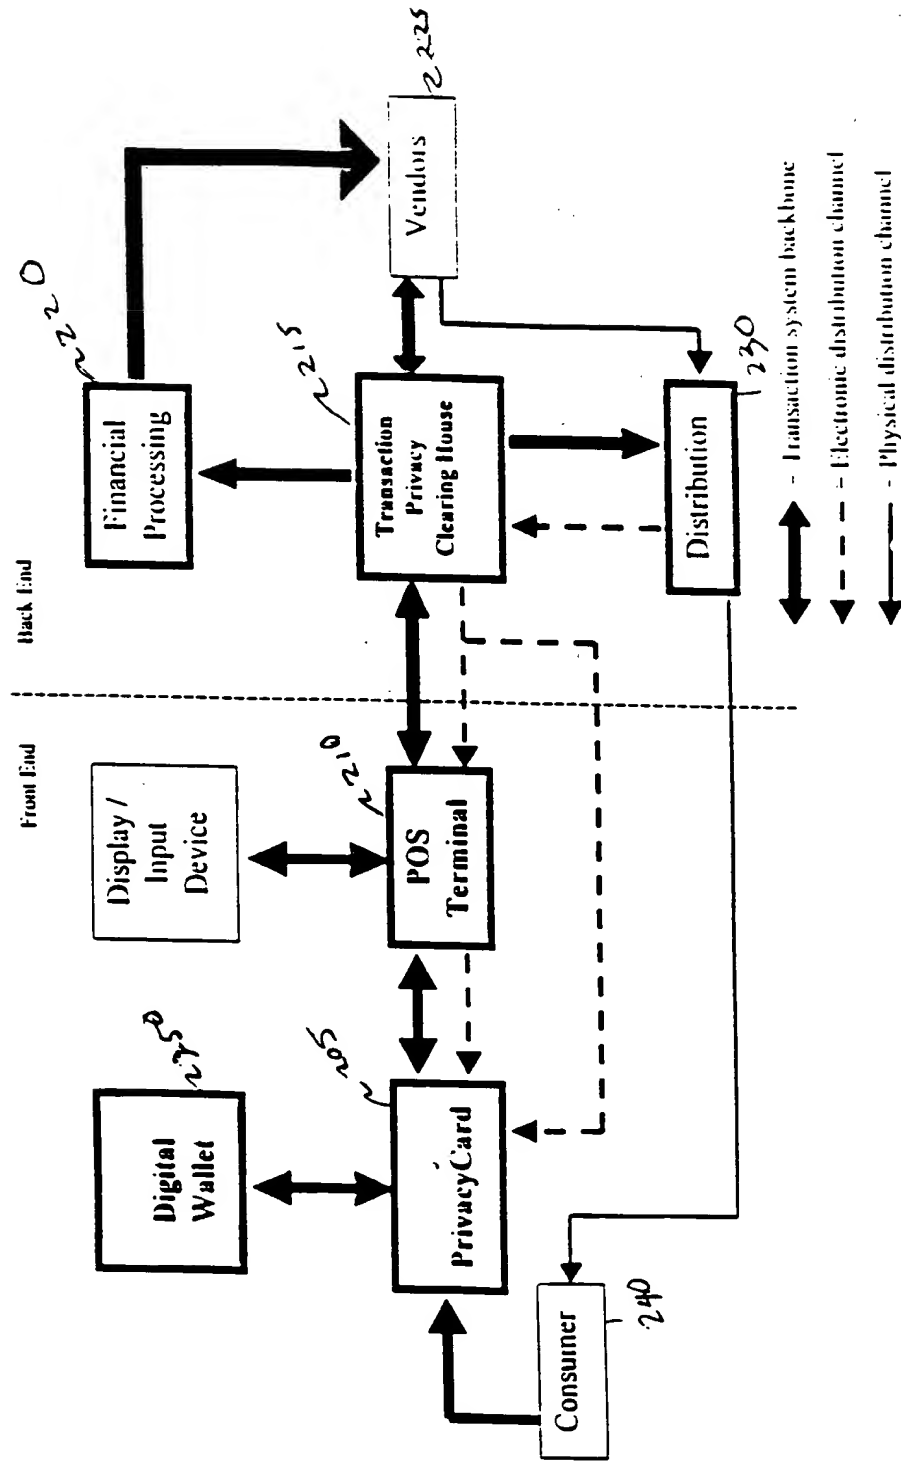 Front End
Back End
Digital
Wallet
250
Display /
Input
Device
Financial
Processing
220
PrivacyCard
205
POS
Terminal
210
Transaction
Privacy
Clearing House
215
Vendors
225
Consumer
240
Distribution
230
- Transaction system backbone
- Electronic distribution channel
- Physical distribution channel